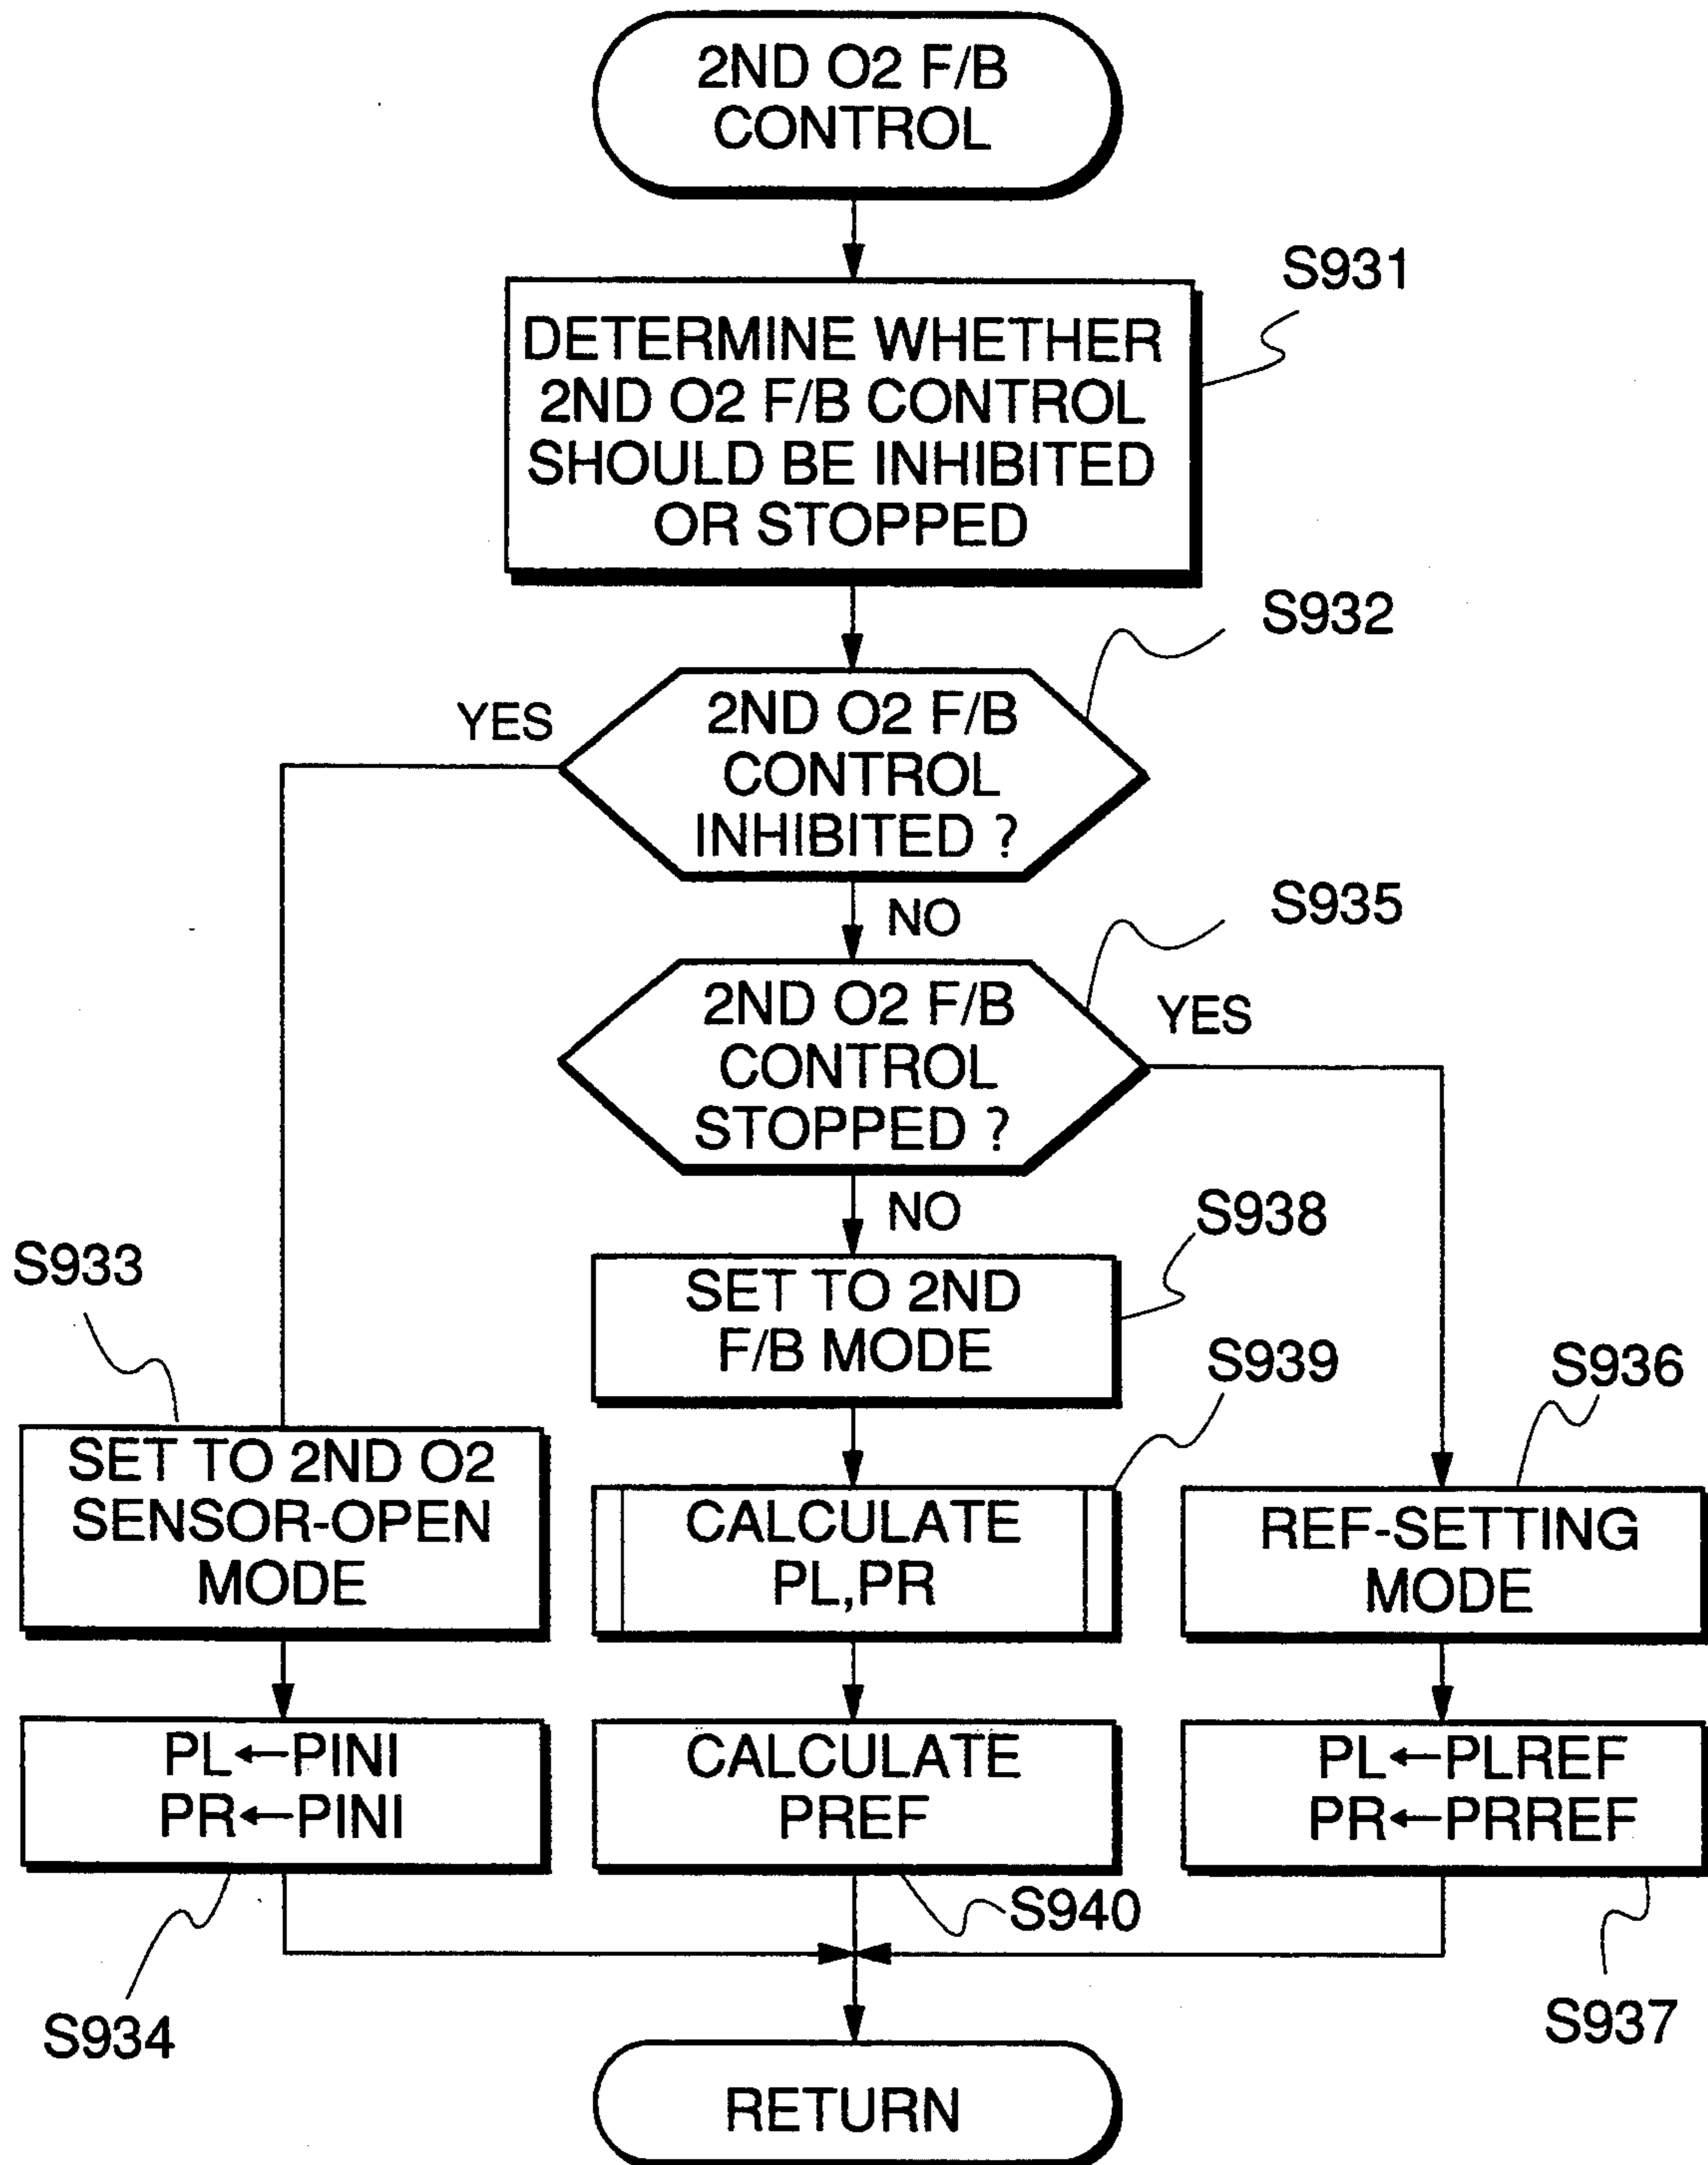 2ND O2 F/B
CONTROL
S931
DETERMINE WHETHER
2ND O2 F/B CONTROL
SHOULD BE INHIBITED
OR STOPPED
S932
YES
2ND O2 F/B
CONTROL
INHIBITED ?
NO
S935
2ND O2 F/B
CONTROL
STOPPED ?
YES
NO
S938
S933
SET TO 2ND
F/B MODE
S939
S936
SET TO 2ND O2
SENSOR-OPEN
MODE
CALCULATE
PL,PR
REF-SETTING
MODE
PL←PINI
PR←PINI
CALCULATE
PREF
PL←PLREF
PR←PRREF
S940
S934
S937
RETURN